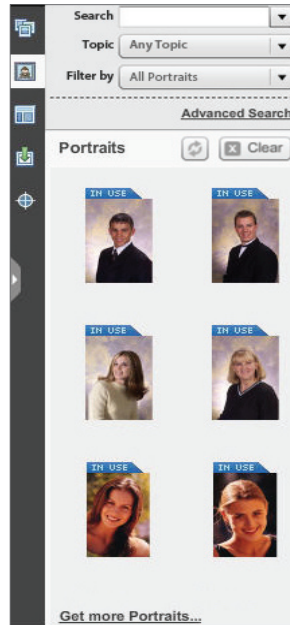 Search
Topic Any Topic
Filter by All Portraits
Advanced Search
Portraits Clear
IN USE IN USE
IN USE IN USE
IN USE IN USE
Get more Portraits...